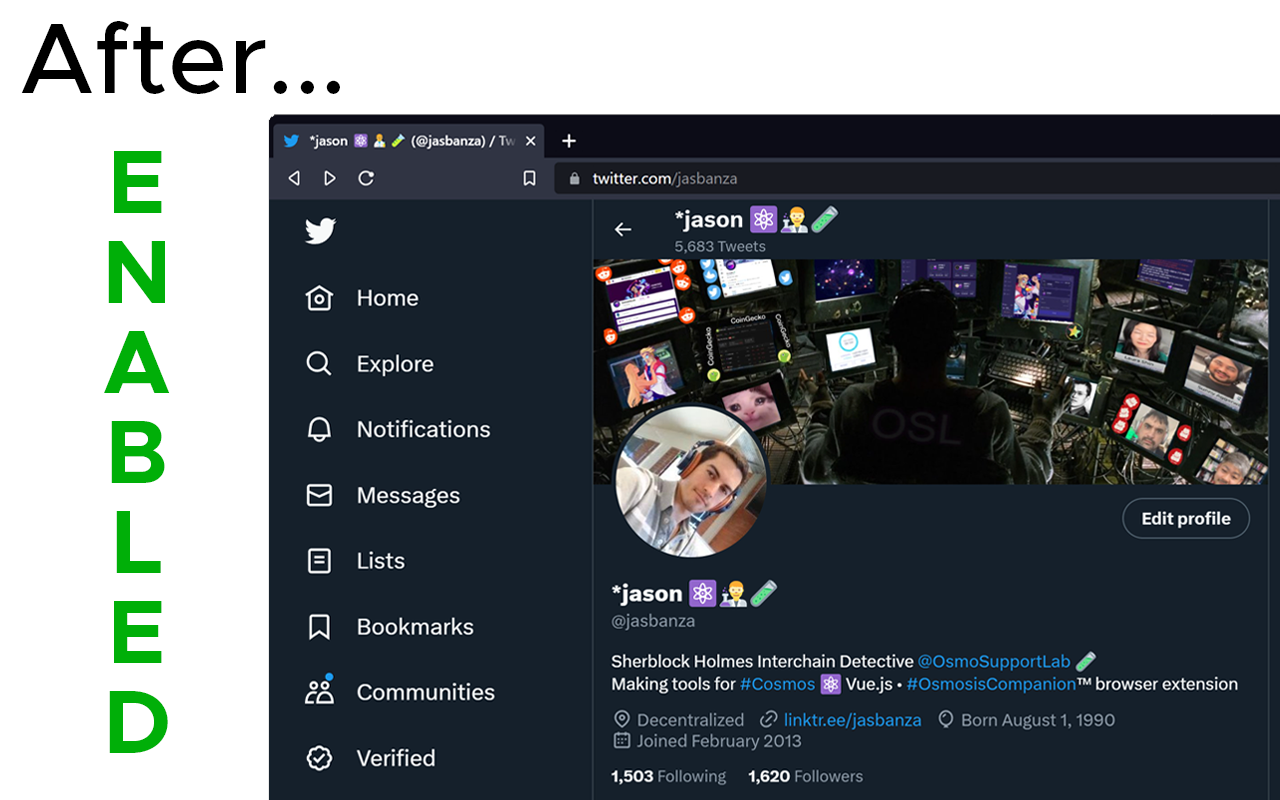 After...
ENABLED
*jason ⚛️👨‍🔬🧪 (@jasbanza) / Tw
twitter.com/jasbanza
*jason ⚛️👨‍🔬🧪
5,683 Tweets
Home
Explore
Notifications
Messages
Lists
Bookmarks
Communities
Verified
CoinGecko
CoinGecko
CoinGecko
OSL
Edit profile
*jason ⚛️👨‍🔬🧪
@jasbanza
Sherblock Holmes Interchain Detective @OsmoSupportLab 🧪
Making tools for #Cosmos ⚛️ Vue.js • #OsmosisCompanion™ browser extension
Decentralized linktr.ee/jasbanza Born August 1, 1990
Joined February 2013
1,503 Following 1,620 Followers